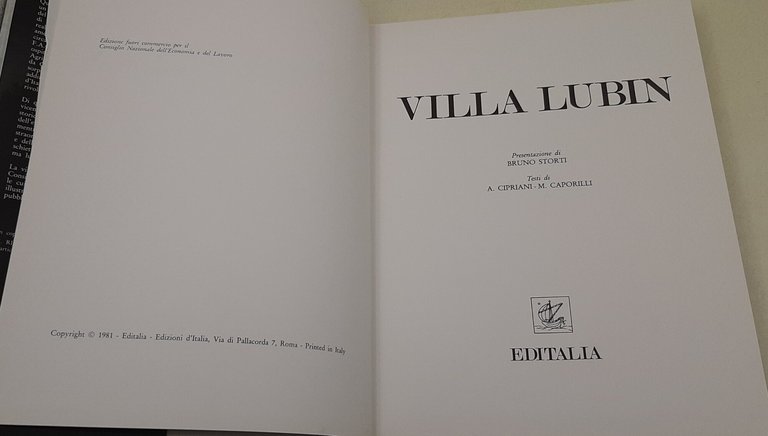 Edizione fuori commercio per il
Consiglio Nazionale dell'Economia e del Lavoro
Copyright © 1981 - Editalia - Edizioni d'Italia, Via di Pallacorda 7, Roma - Printed in Italy
VILLA LUBIN
Presentazione di
BRUNO STORTI
Testi di
A. CIPRIANI - M. CAPORILLI
EDITALIA